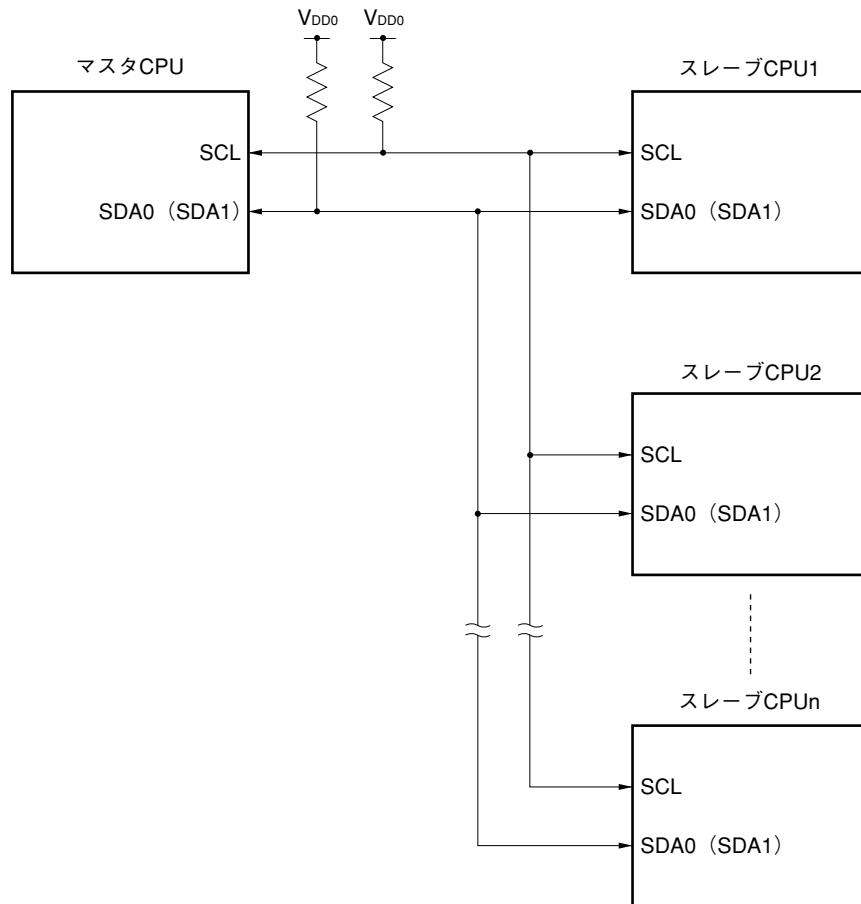 VDD0 VDD0
マスタCPU
スレーブCPU1
SCL
SCL
SDA0（SDA1）
SDA0（SDA1）
スレーブCPU2
SCL
SDA0（SDA1）
スレーブCPUn
SCL
SDA0（SDA1）